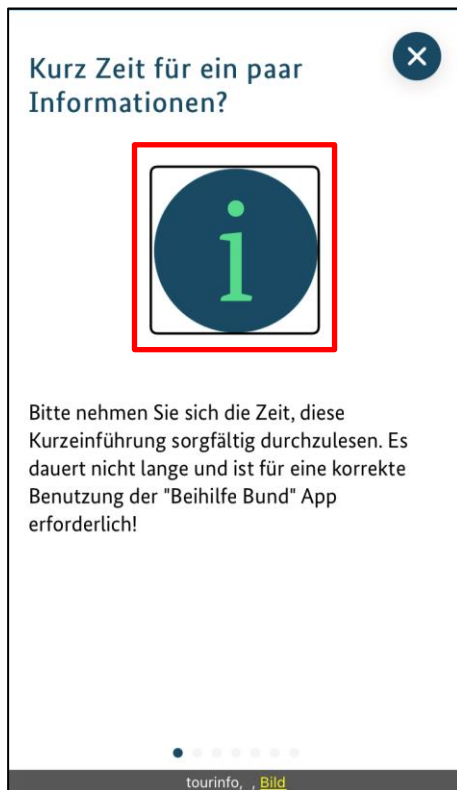 Kurz Zeit für ein paar
Informationen?
i
Bitte nehmen Sie sich die Zeit, diese
Kurzeinführung sorgfältig durchzulesen. Es
dauert nicht lange und ist für eine korrekte
Benutzung der "Beihilfe Bund" App
erforderlich!
tourinfo, , Bild